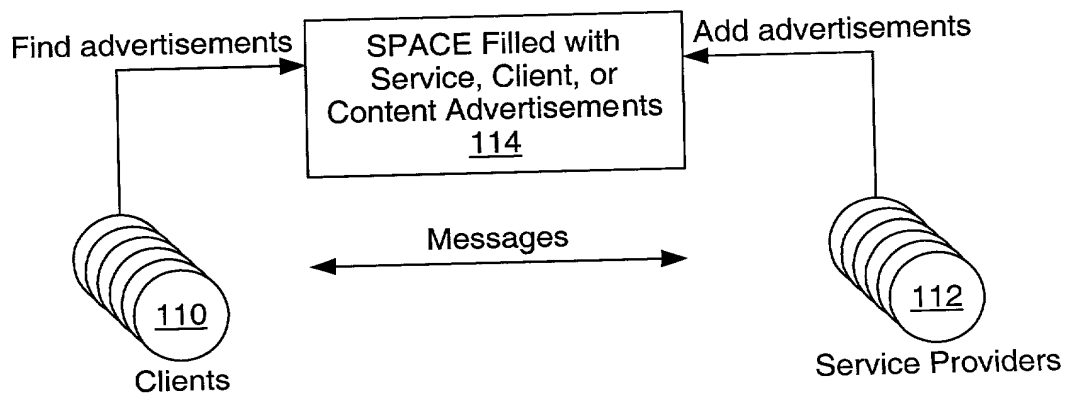 Find advertisements
SPACE Filled with
Service, Client, or
Content Advertisements
114
Add advertisements
Messages
110
Clients
112
Service Providers